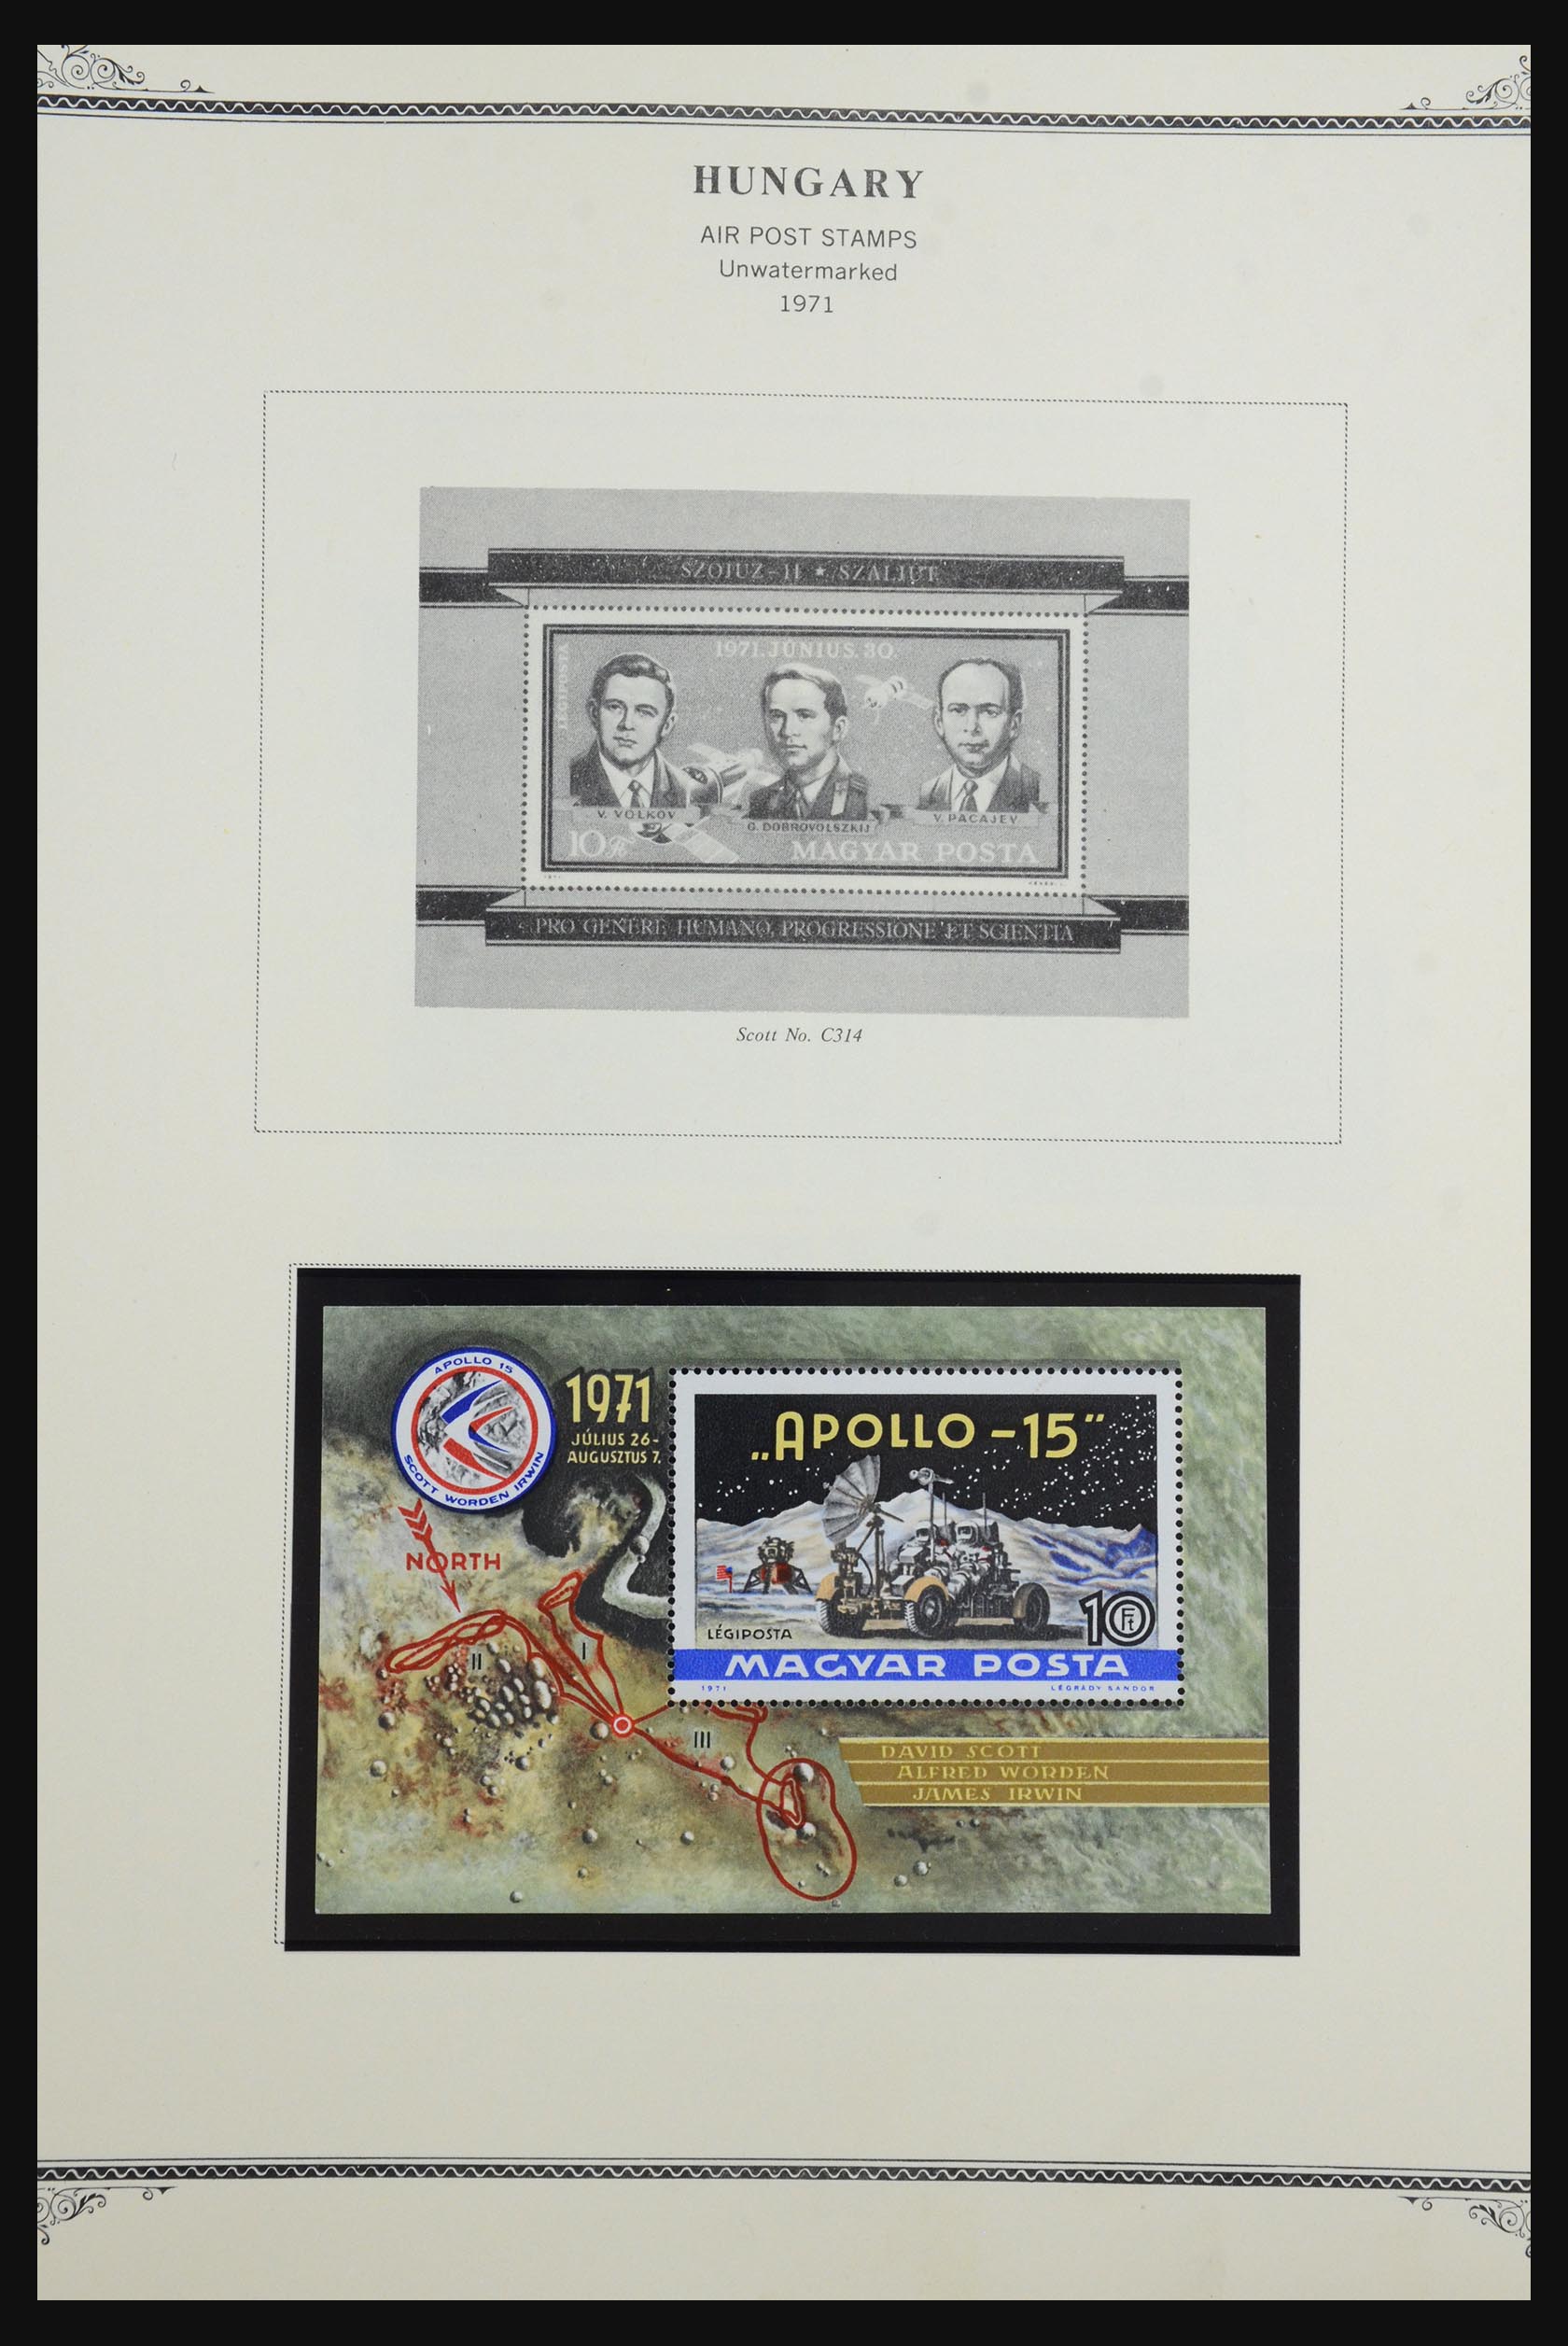 HUNGARY
AIR POST STAMPS
Unwatermarked
1971
SZOJUZ-11 * SZALJUT
LÉGIPOSTA
1971. JÚNIUS. 30.
V. VOLKOV
G. DOBROVOLSZKIJ
V. PACAJEV
10 Ft
MAGYAR POSTA
PRO GENERE HUMANO, PROGRESSIONE ET SCIENTIA
Scott No. C314
APOLLO 15
SCOTT WORDEN IRWIN
1971
JÚLIUS 26-
AUGUSZTUS 7.
NORTH
I
II
III
„APOLLO-15”
LÉGIPOSTA
10 Ft
MAGYAR POSTA
1971
LÉGRÁDY SÁNDOR
DAVID SCOTT
ALFRED WORDEN
JAMES IRWIN